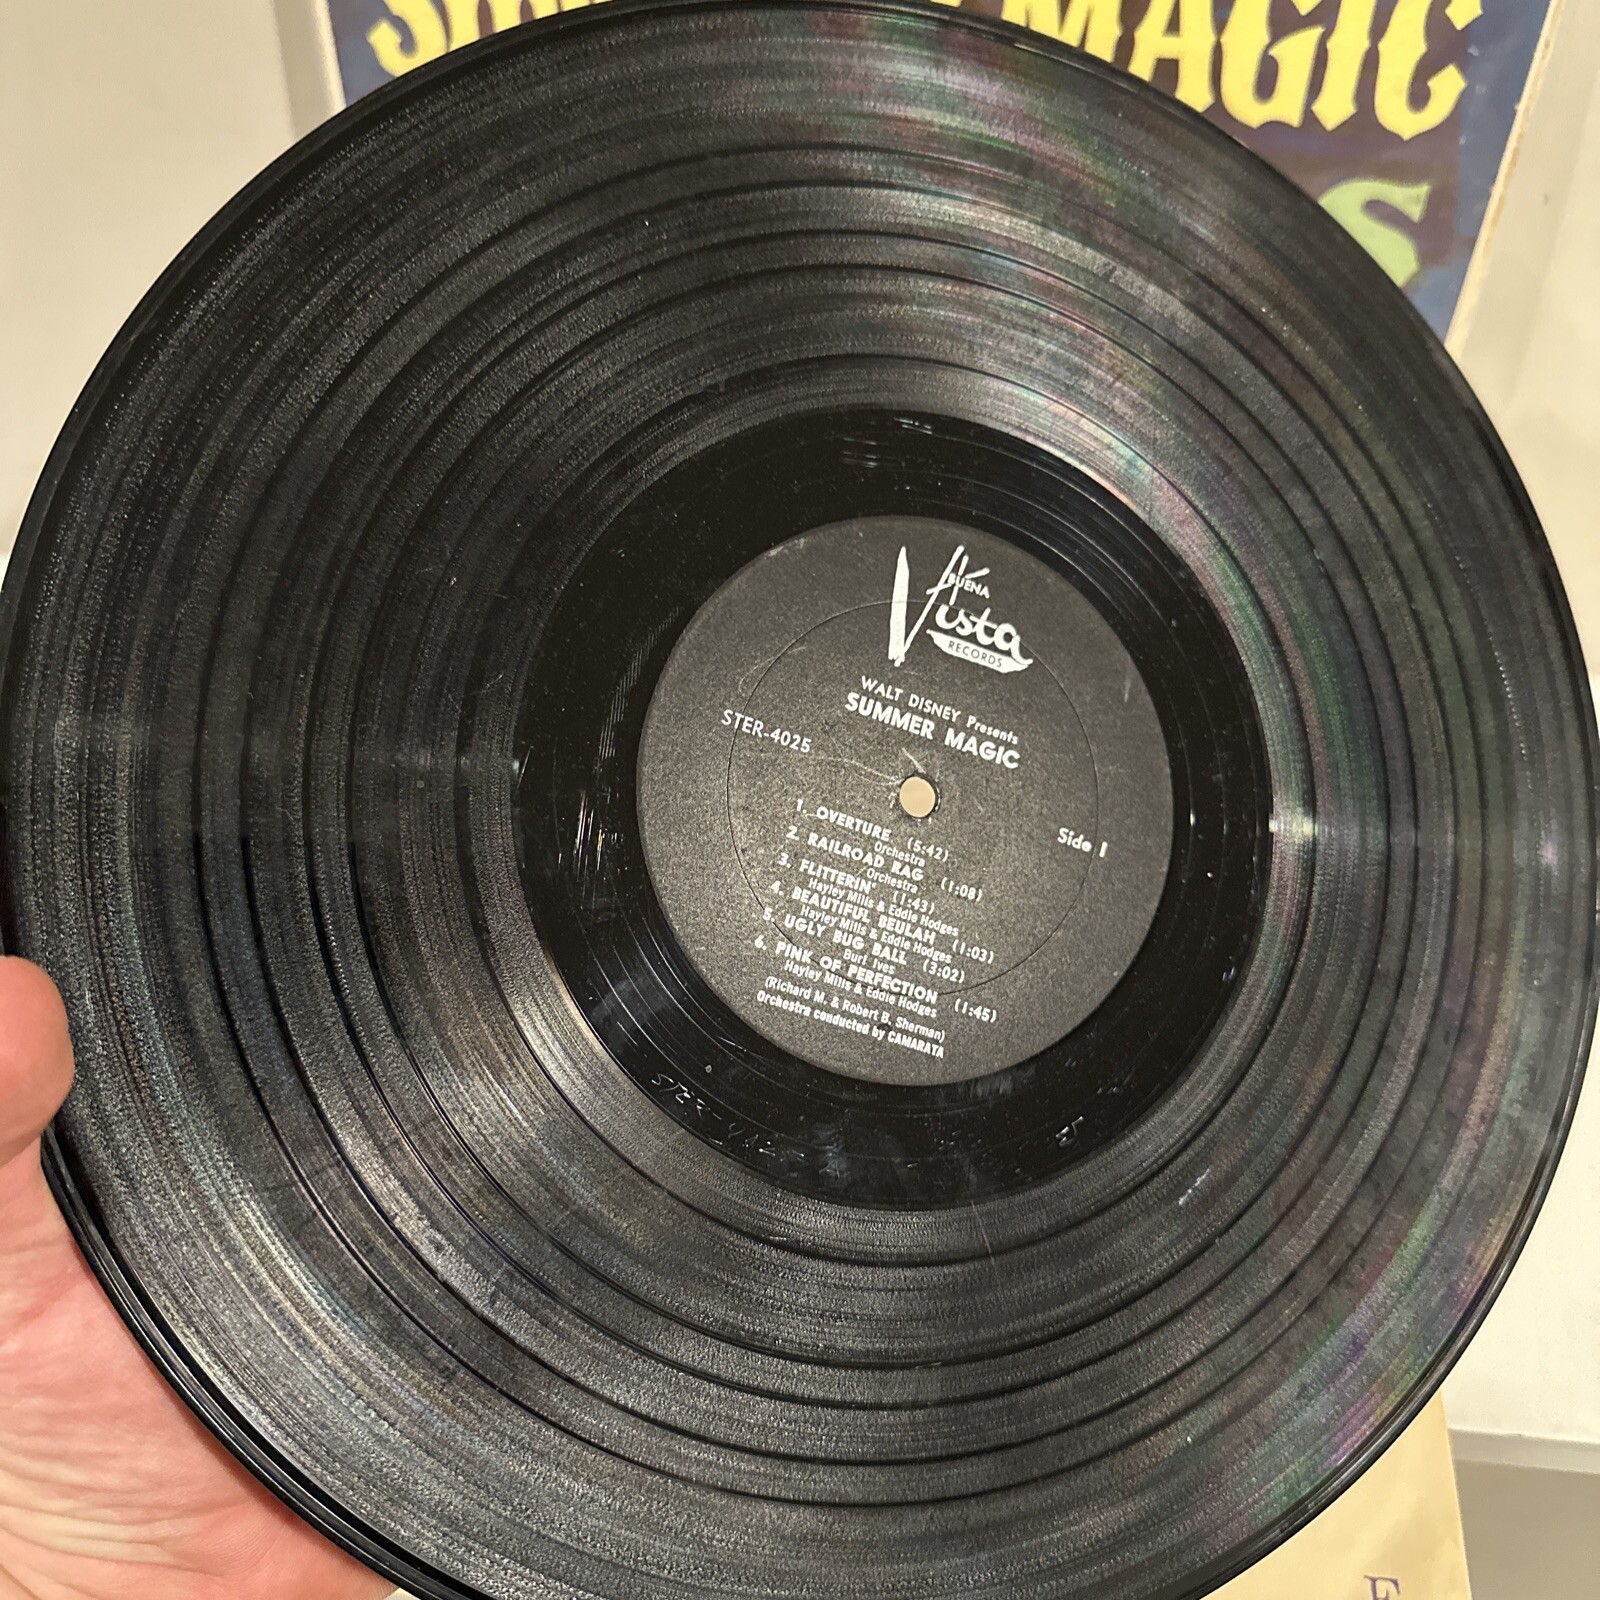 MAGIC
S
BUENA
Vista
RECORDS
WALT DISNEY Presents
SUMMER MAGIC
STER-4025
Side 1
1. OVERTURE (5:42)
Orchestra
2. RAILROAD RAG (1:08)
Orchestra
3. FLITTERIN' (1:43)
Hayley Mills & Eddie Hodges
4. BEAUTIFUL BEULAH (1:03)
Hayley Mills & Eddie Hodges
5. UGLY BUG BALL (3:02)
Burl Ives
6. PINK OF PERFECTION (1:45)
Hayley Mills & Eddie Hodges
(Richard M. & Robert B. Sherman)
Orchestra conducted by CAMARATA
E